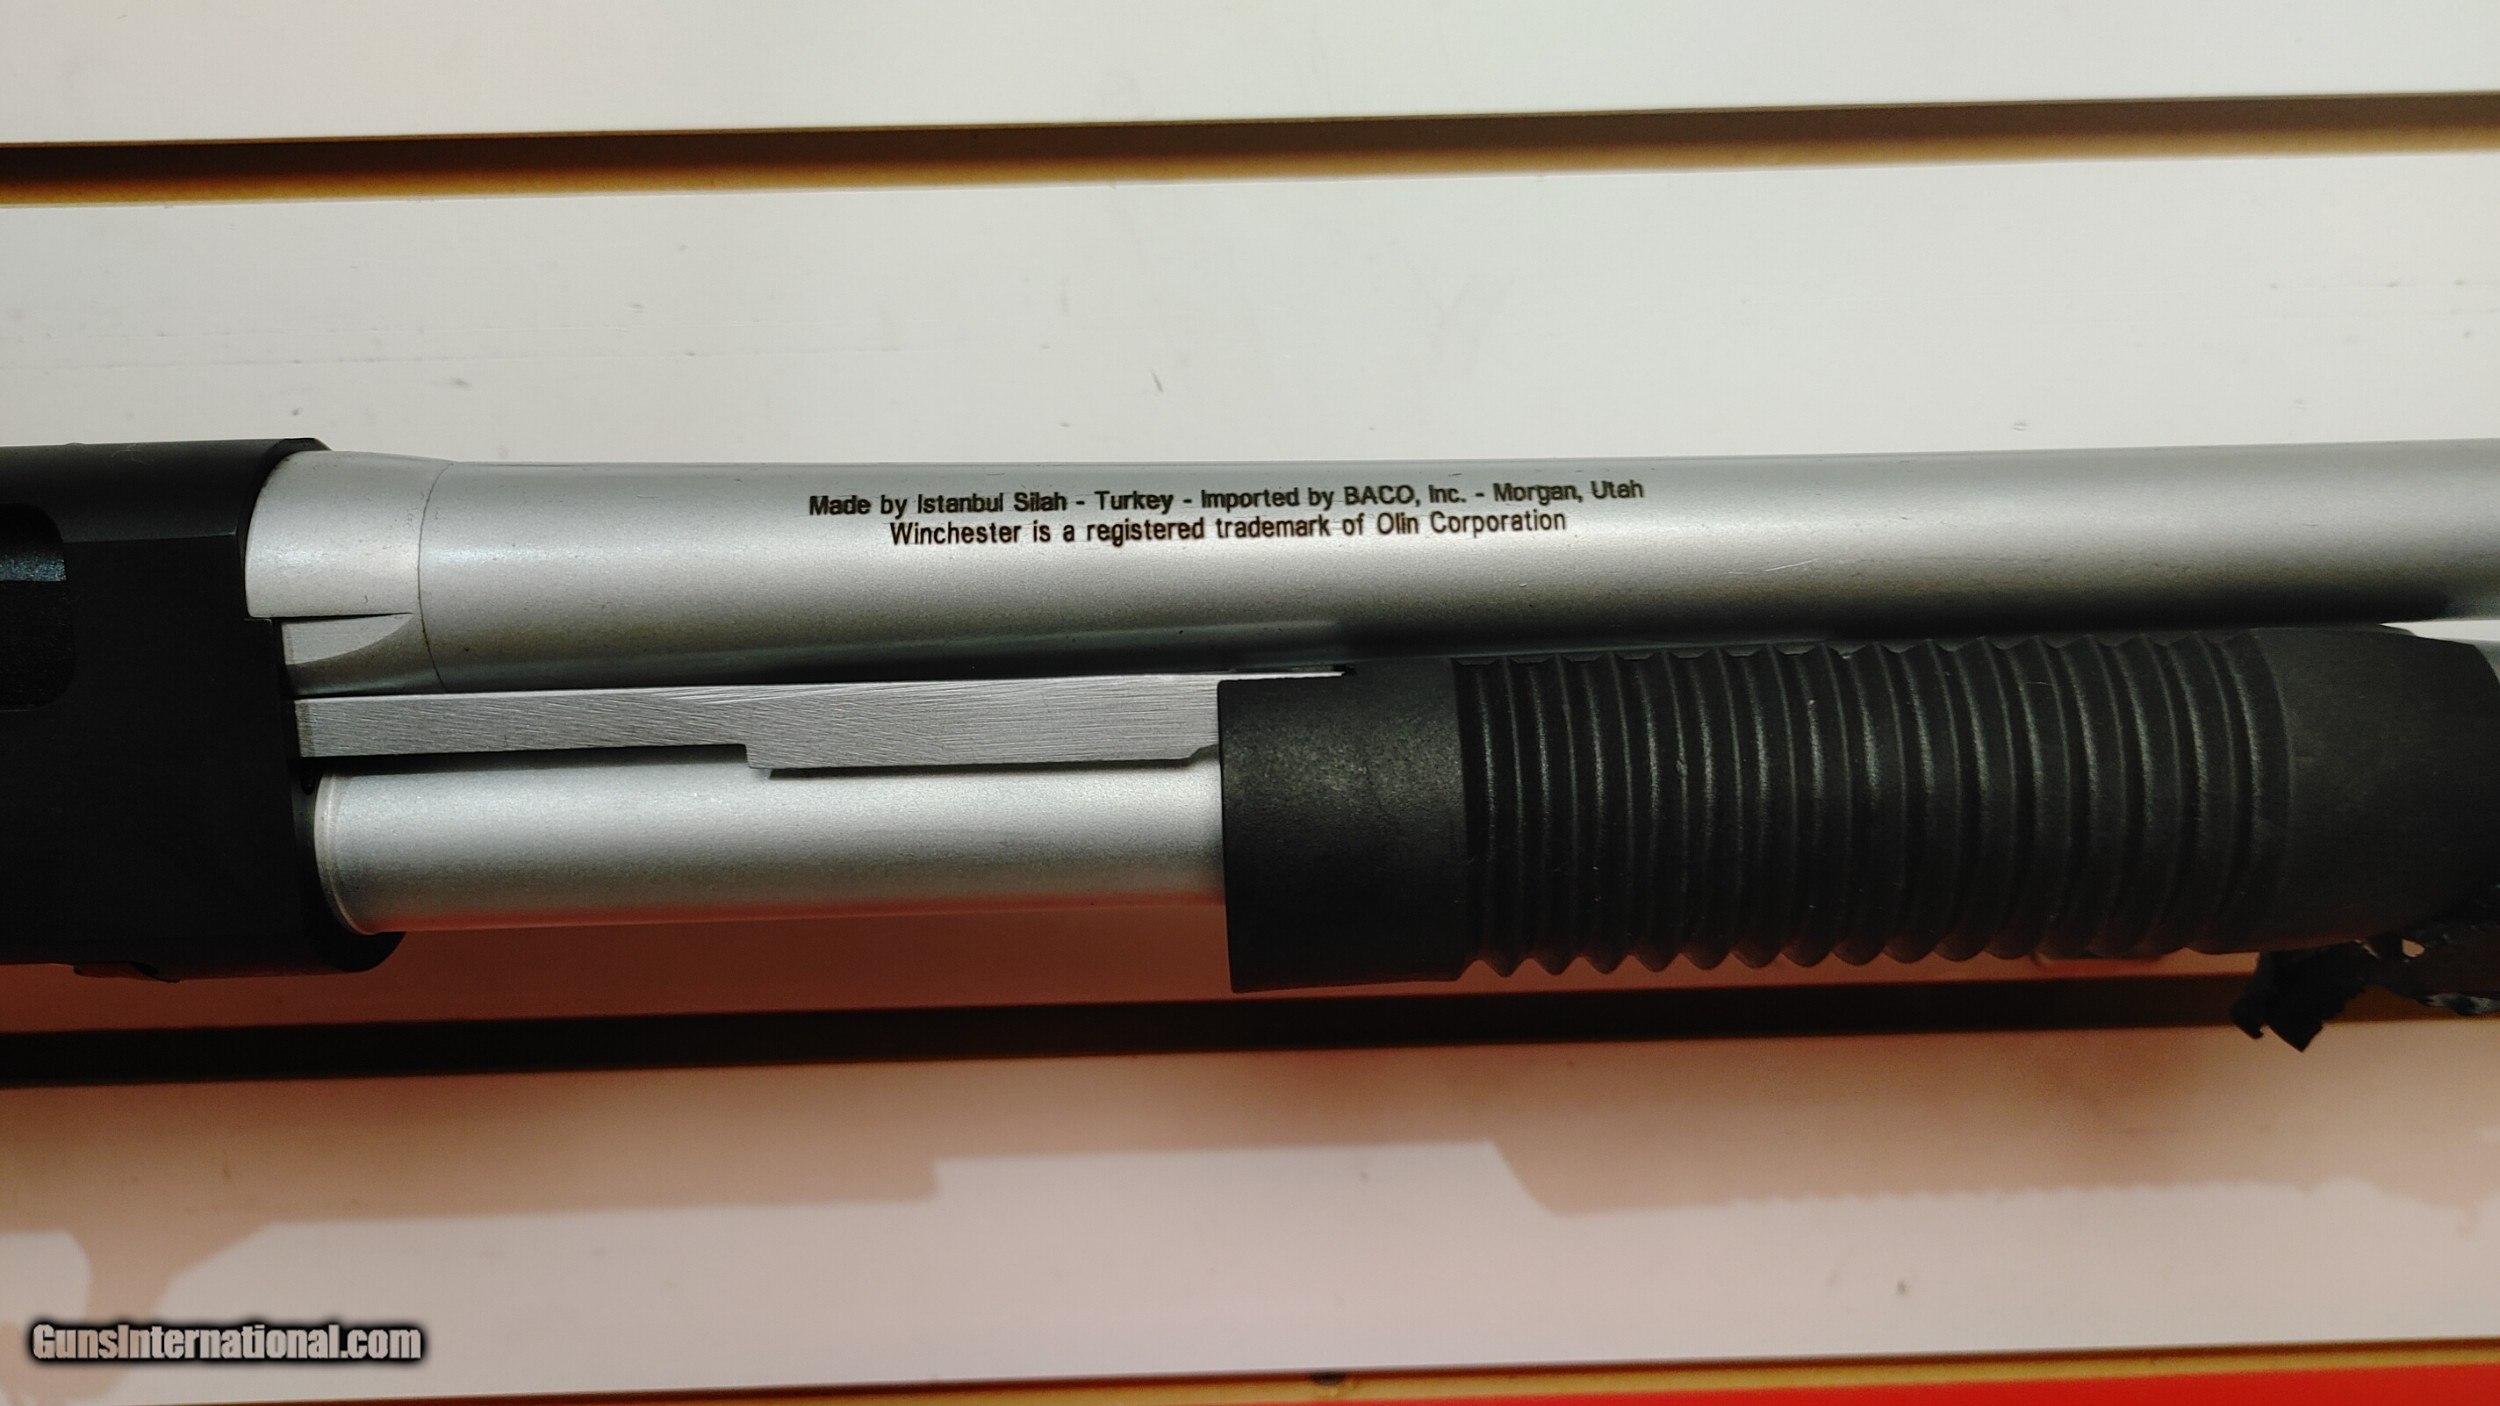 Made by Istanbul Silah - Turkey - Imported by BACO, Inc. - Morgan, Utah
Winchester is a registered trademark of Olin Corporation
GunsInternational.com